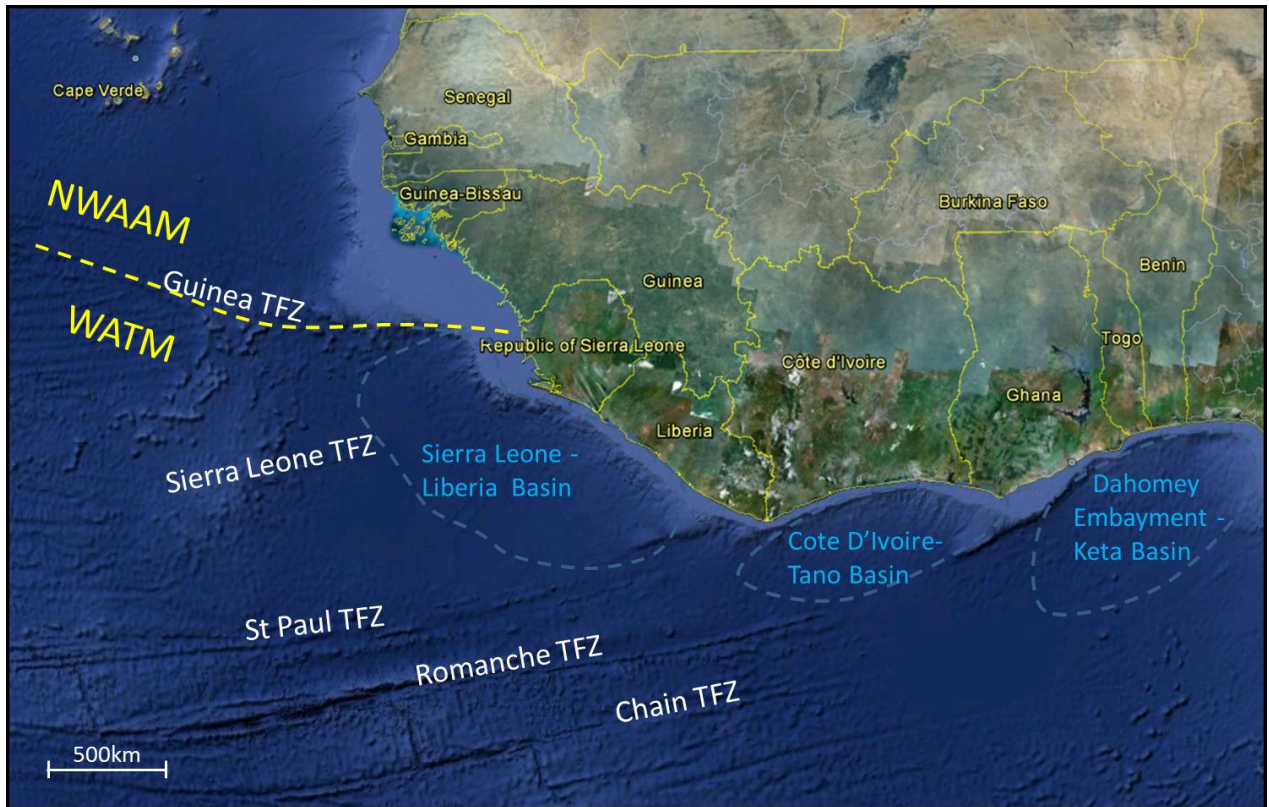 Cape Verde
Senegal
Gambia
NWAAM
Guinea-Bissau
Burkina Faso
Benin
Guinea TFZ
Guinea
WATM
Republic of Sierra Leone
Côte d'Ivoire
Togo
Ghana
Liberia
Sierra Leone TFZ
Sierra Leone -
Liberia Basin
Dahomey
Embayment -
Keta Basin
Cote D'Ivoire-
Tano Basin
St Paul TFZ
Romanche TFZ
Chain TFZ
500km